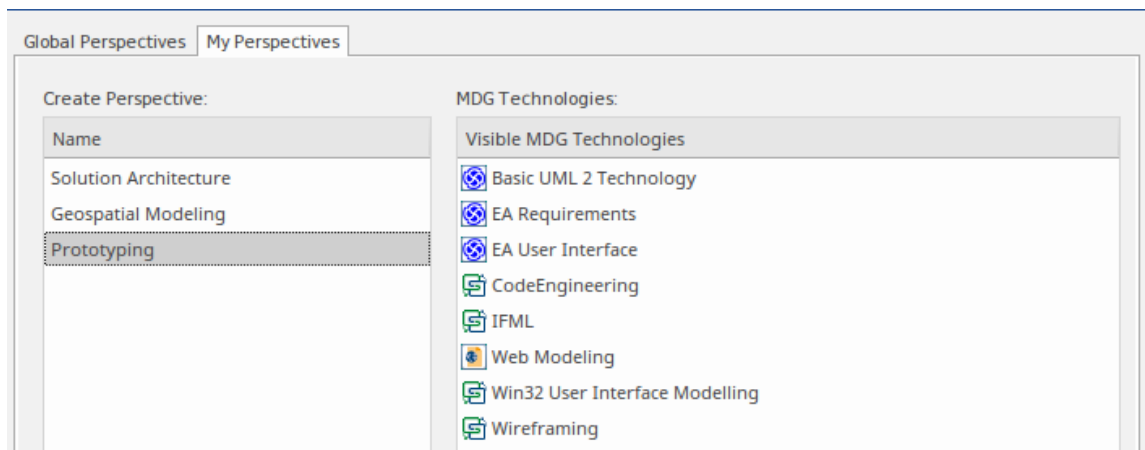 Global Perspectives My Perspectives
Create Perspective:
Name
Solution Architecture
Geospatial Modeling
Prototyping
MDG Technologies:
Visible MDG Technologies
Basic UML 2 Technology
EA Requirements
EA User Interface
CodeEngineering
IFML
Web Modeling
Win32 User Interface Modelling
Wireframing